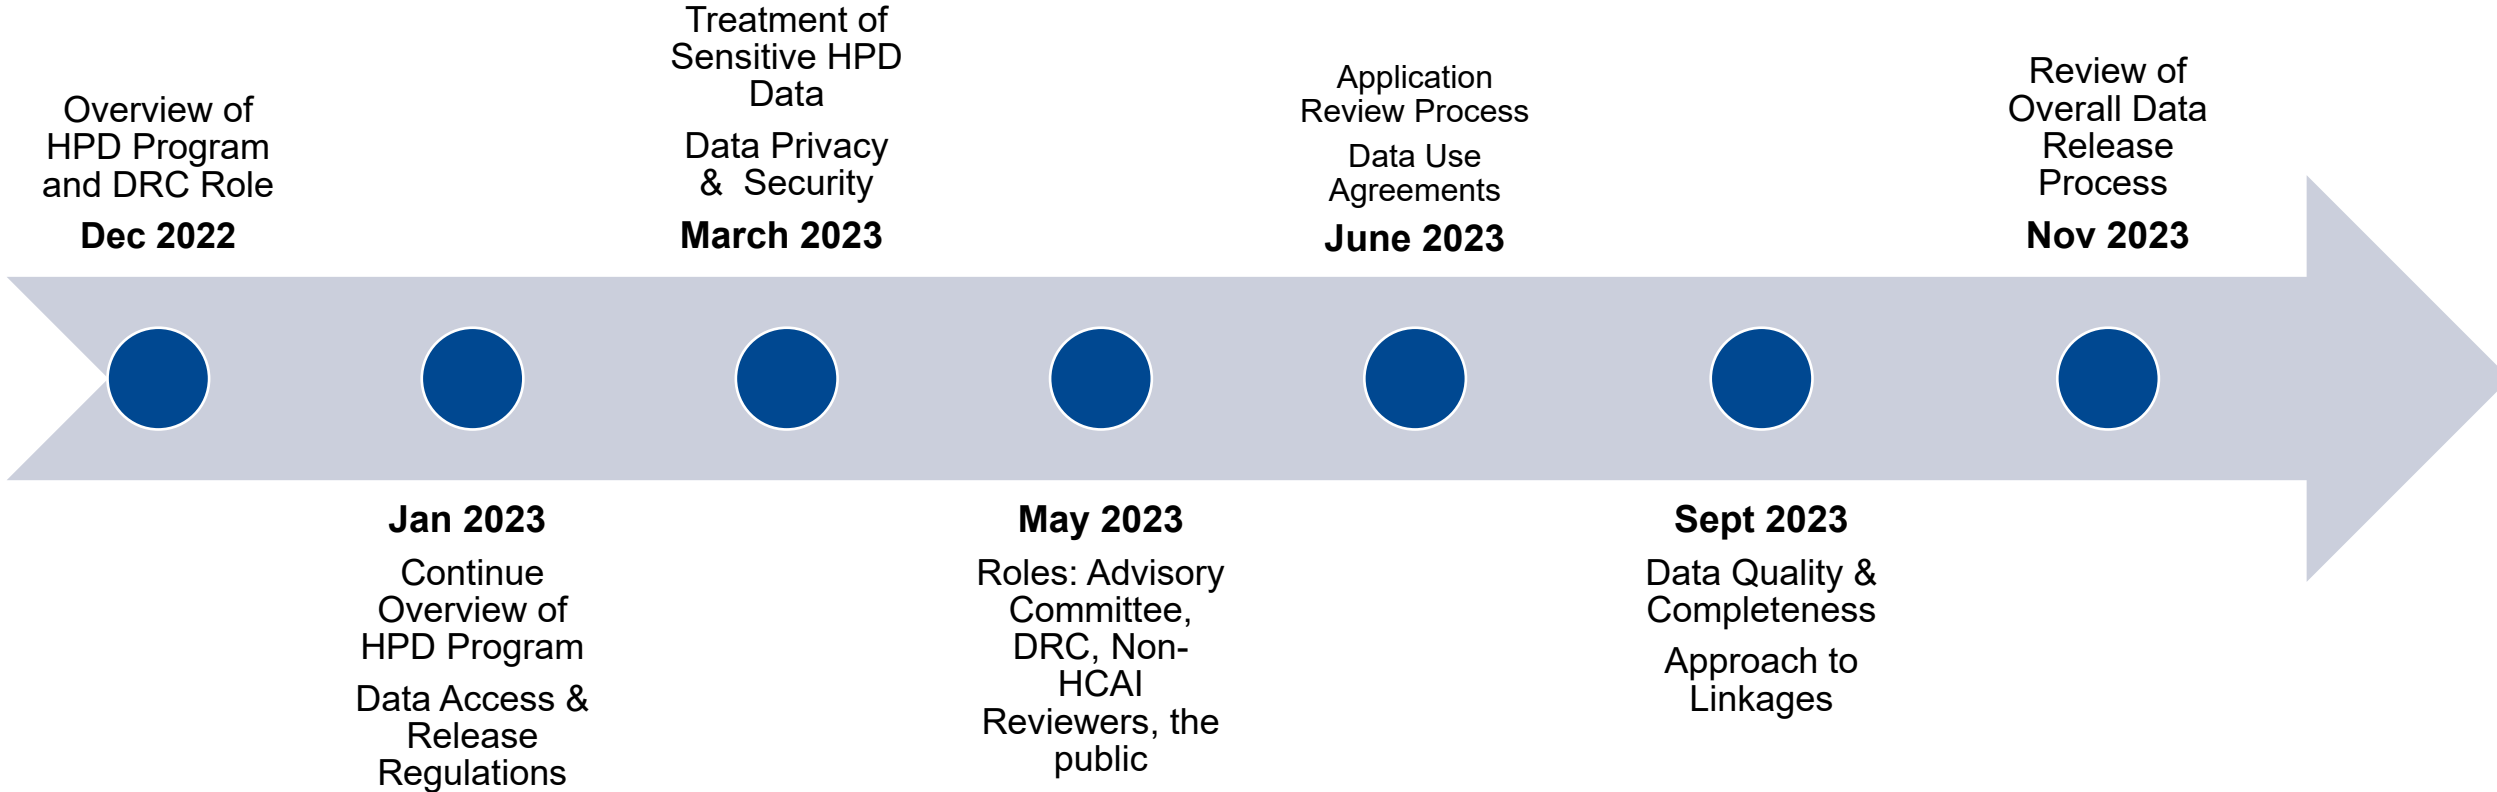 Overview of
HPD Program
and DRC Role
Dec 2022
Jan 2023
Continue
Overview of
HPD Program
Data Access &
Release
Regulations
Treatment of
Sensitive HPD
Data
Data Privacy
&  Security
March 2023
May 2023
Roles: Advisory
Committee,
DRC, Non-
HCAI
Reviewers, the
public
Application
Review Process
Data Use
Agreements
June 2023
Sept 2023
Data Quality &
Completeness
Approach to
Linkages
Review of
Overall Data
Release
Process
Nov 2023